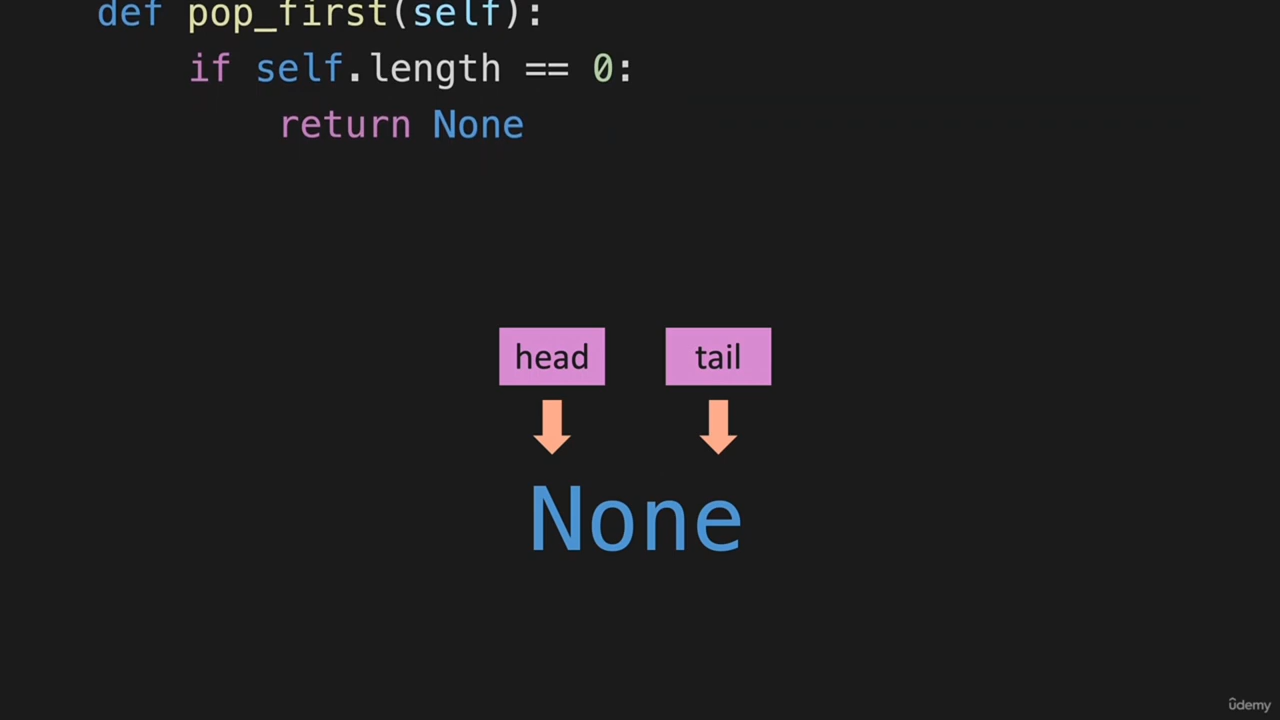 def pop_first(self):
if self.length == 0:
return None
head tail
None
ûdemy